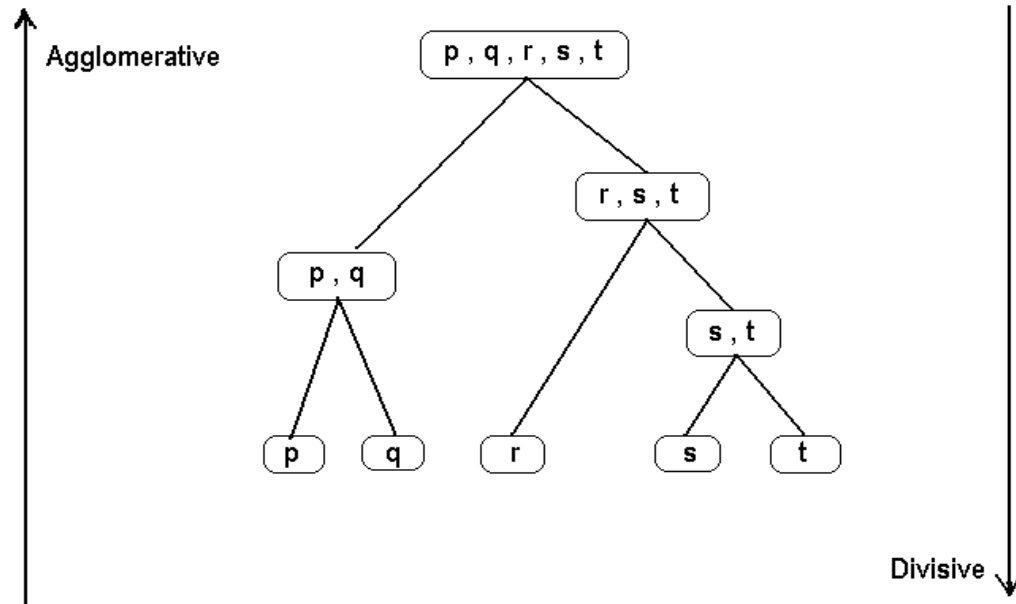 Agglomerative
p , q , r , s , t
r , s , t
p , q
s , t
p
q
r
s
t
Divisive